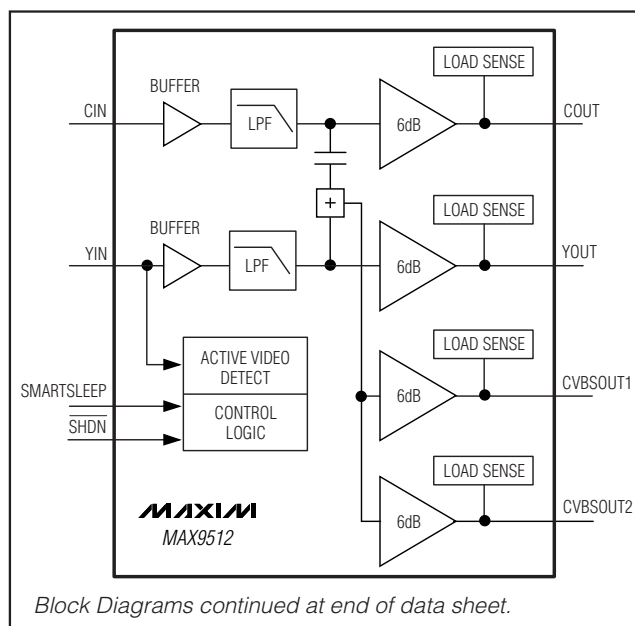 LOAD SENSE
BUFFER
CIN
LPF
6dB
COUT
+
LOAD SENSE
BUFFER
YIN
LPF
6dB
YOUT
LOAD SENSE
ACTIVE VIDEO
DETECT
SMARTSLEEP
CONTROL
LOGIC
SHDN
6dB
CVBSOUT1
LOAD SENSE
MAXIM
MAX9512
6dB
CVBSOUT2
Block Diagrams continued at end of data sheet.